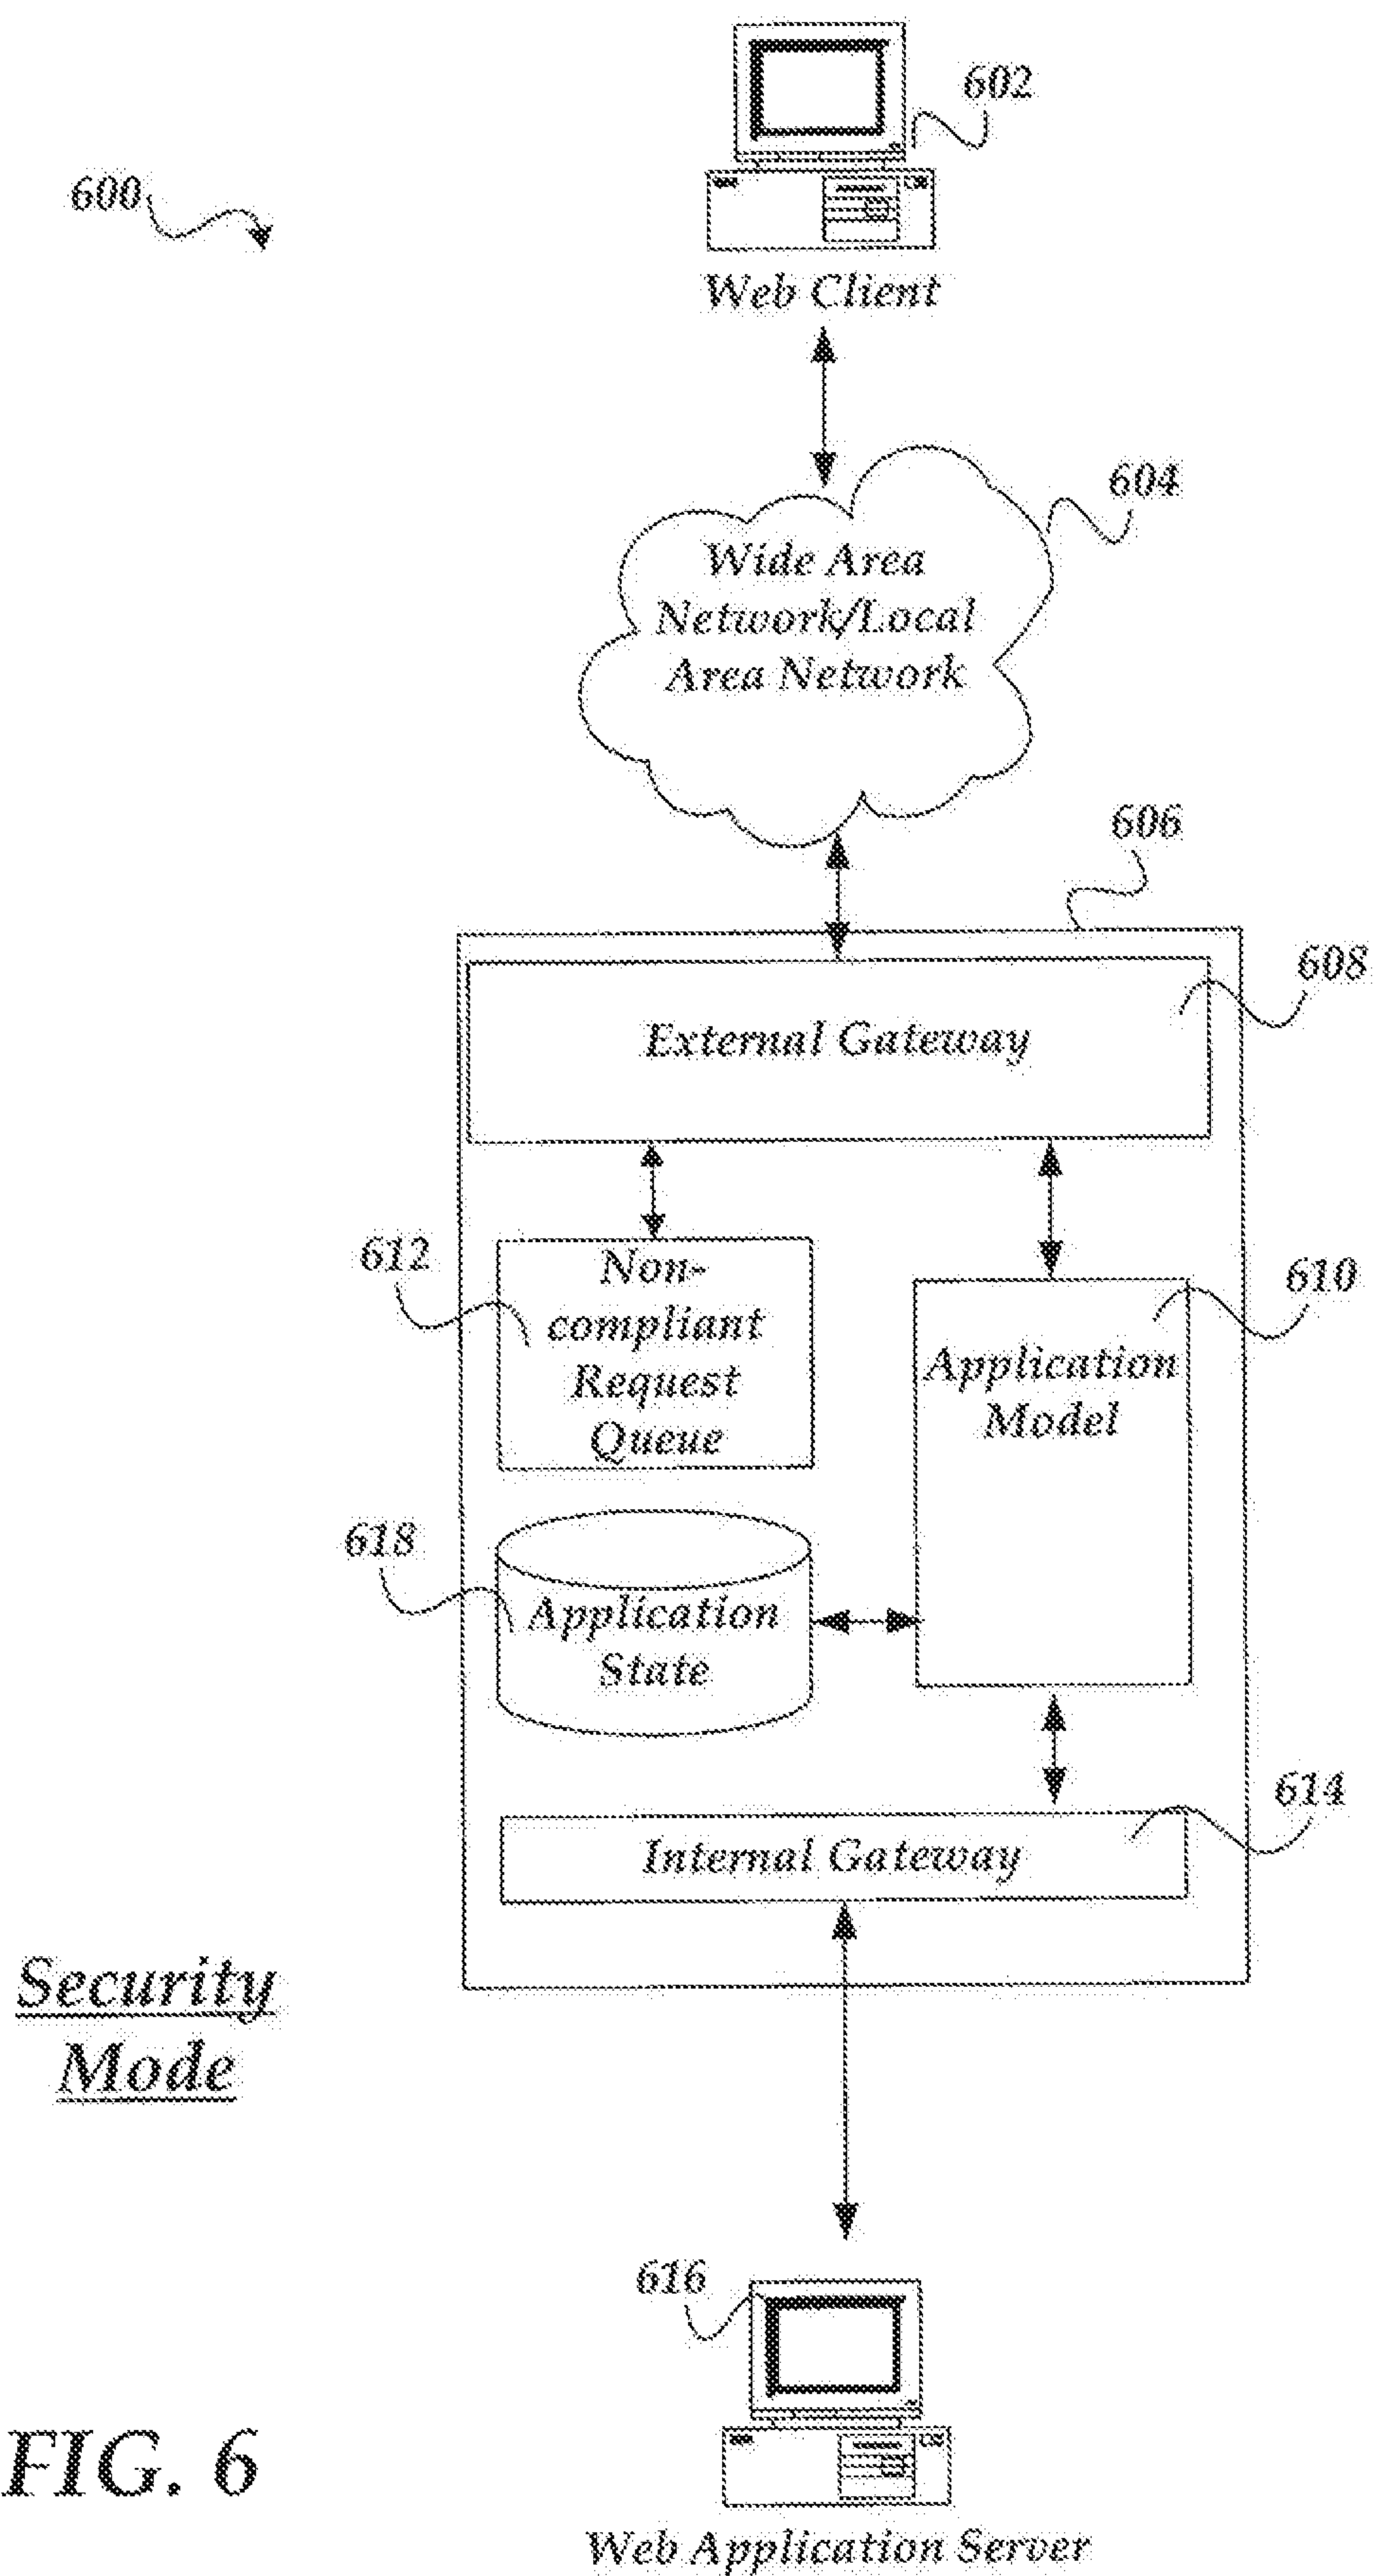 602
600
Web Client
604
Wide Area
Network/Local
Area Network
606
608
External Gateway
612
Non-
compliant
Request
Queue
610
Application
Model
618
Application
State
614
Internal Gateway
Security
Mode
616
FIG. 6
Web Application Server